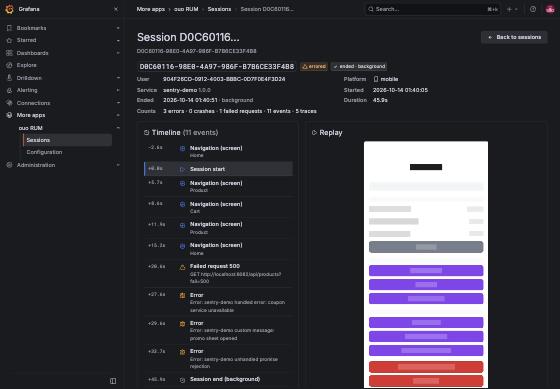 Grafana
More apps › ouo RUM › Sessions › Session D0C60116...
Search...
⌘+k
Bookmarks
Starred
Dashboards
Explore
Drilldown
Alerting
Connections
More apps
ouo RUM
Sessions
Configuration
Administration
Session D0C60116...
D0C60116-98E0-4A97-986F-B7B6CE33F4B8
← Back to sessions
D0C60116-98E0-4A97-986F-B7B6CE33F4B8 errored ended · background
User 904F26CD-0912-4003-BBBC-0D7F0E4F3D24 Platform mobile
Service sentry-demo 1.0.0 Started 2026-10-14 01:40:05
Ended 2026-10-14 01:40:51 · background Duration 45.9s
Counts 3 errors · 0 crashes · 1 failed requests · 11 events · 5 traces
Timeline (11 events)
-2.6s Navigation (screen)
Home
+0.0s Session start
+5.7s Navigation (screen)
Product
+8.6s Navigation (screen)
Cart
+11.9s Navigation (screen)
Product
+15.2s Navigation (screen)
Home
+20.6s Failed request 500
GET http://localhost:8082/api/products?
fail=500
+27.6s Error
Error: sentry-demo handled error: coupon
service unavailable
+29.6s Error
Error: sentry-demo custom message:
promo sheet opened
+32.7s Error
Error: sentry-demo unhandled promise
rejection
+45.9s Session end (background)
Replay